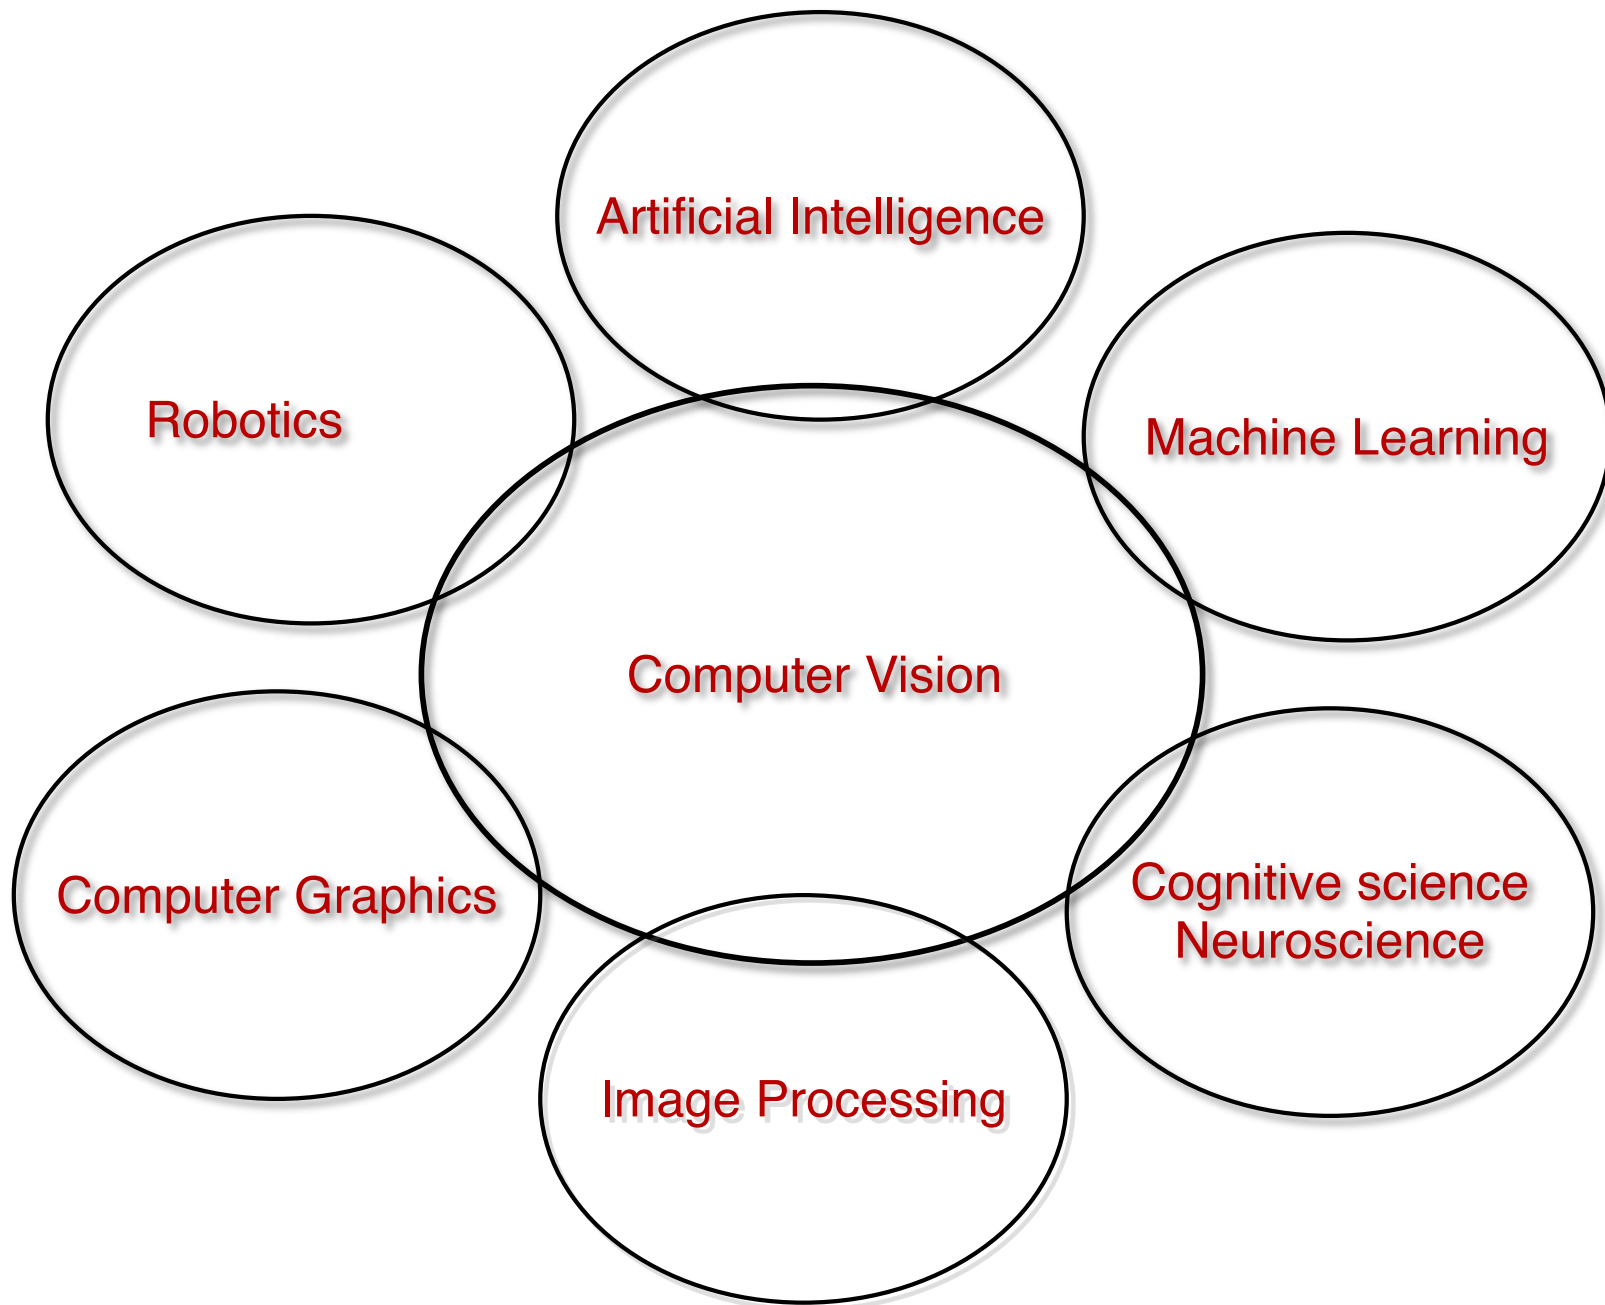 Artificial Intelligence
Robotics
Machine Learning
Computer Vision
Computer Graphics
Cognitive science
Neuroscience
Image Processing